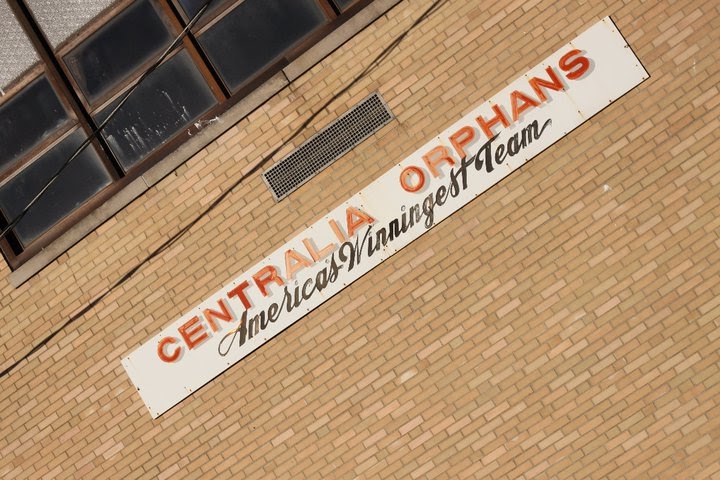 CENTRALIA ORPHANS
America's Winningest Team